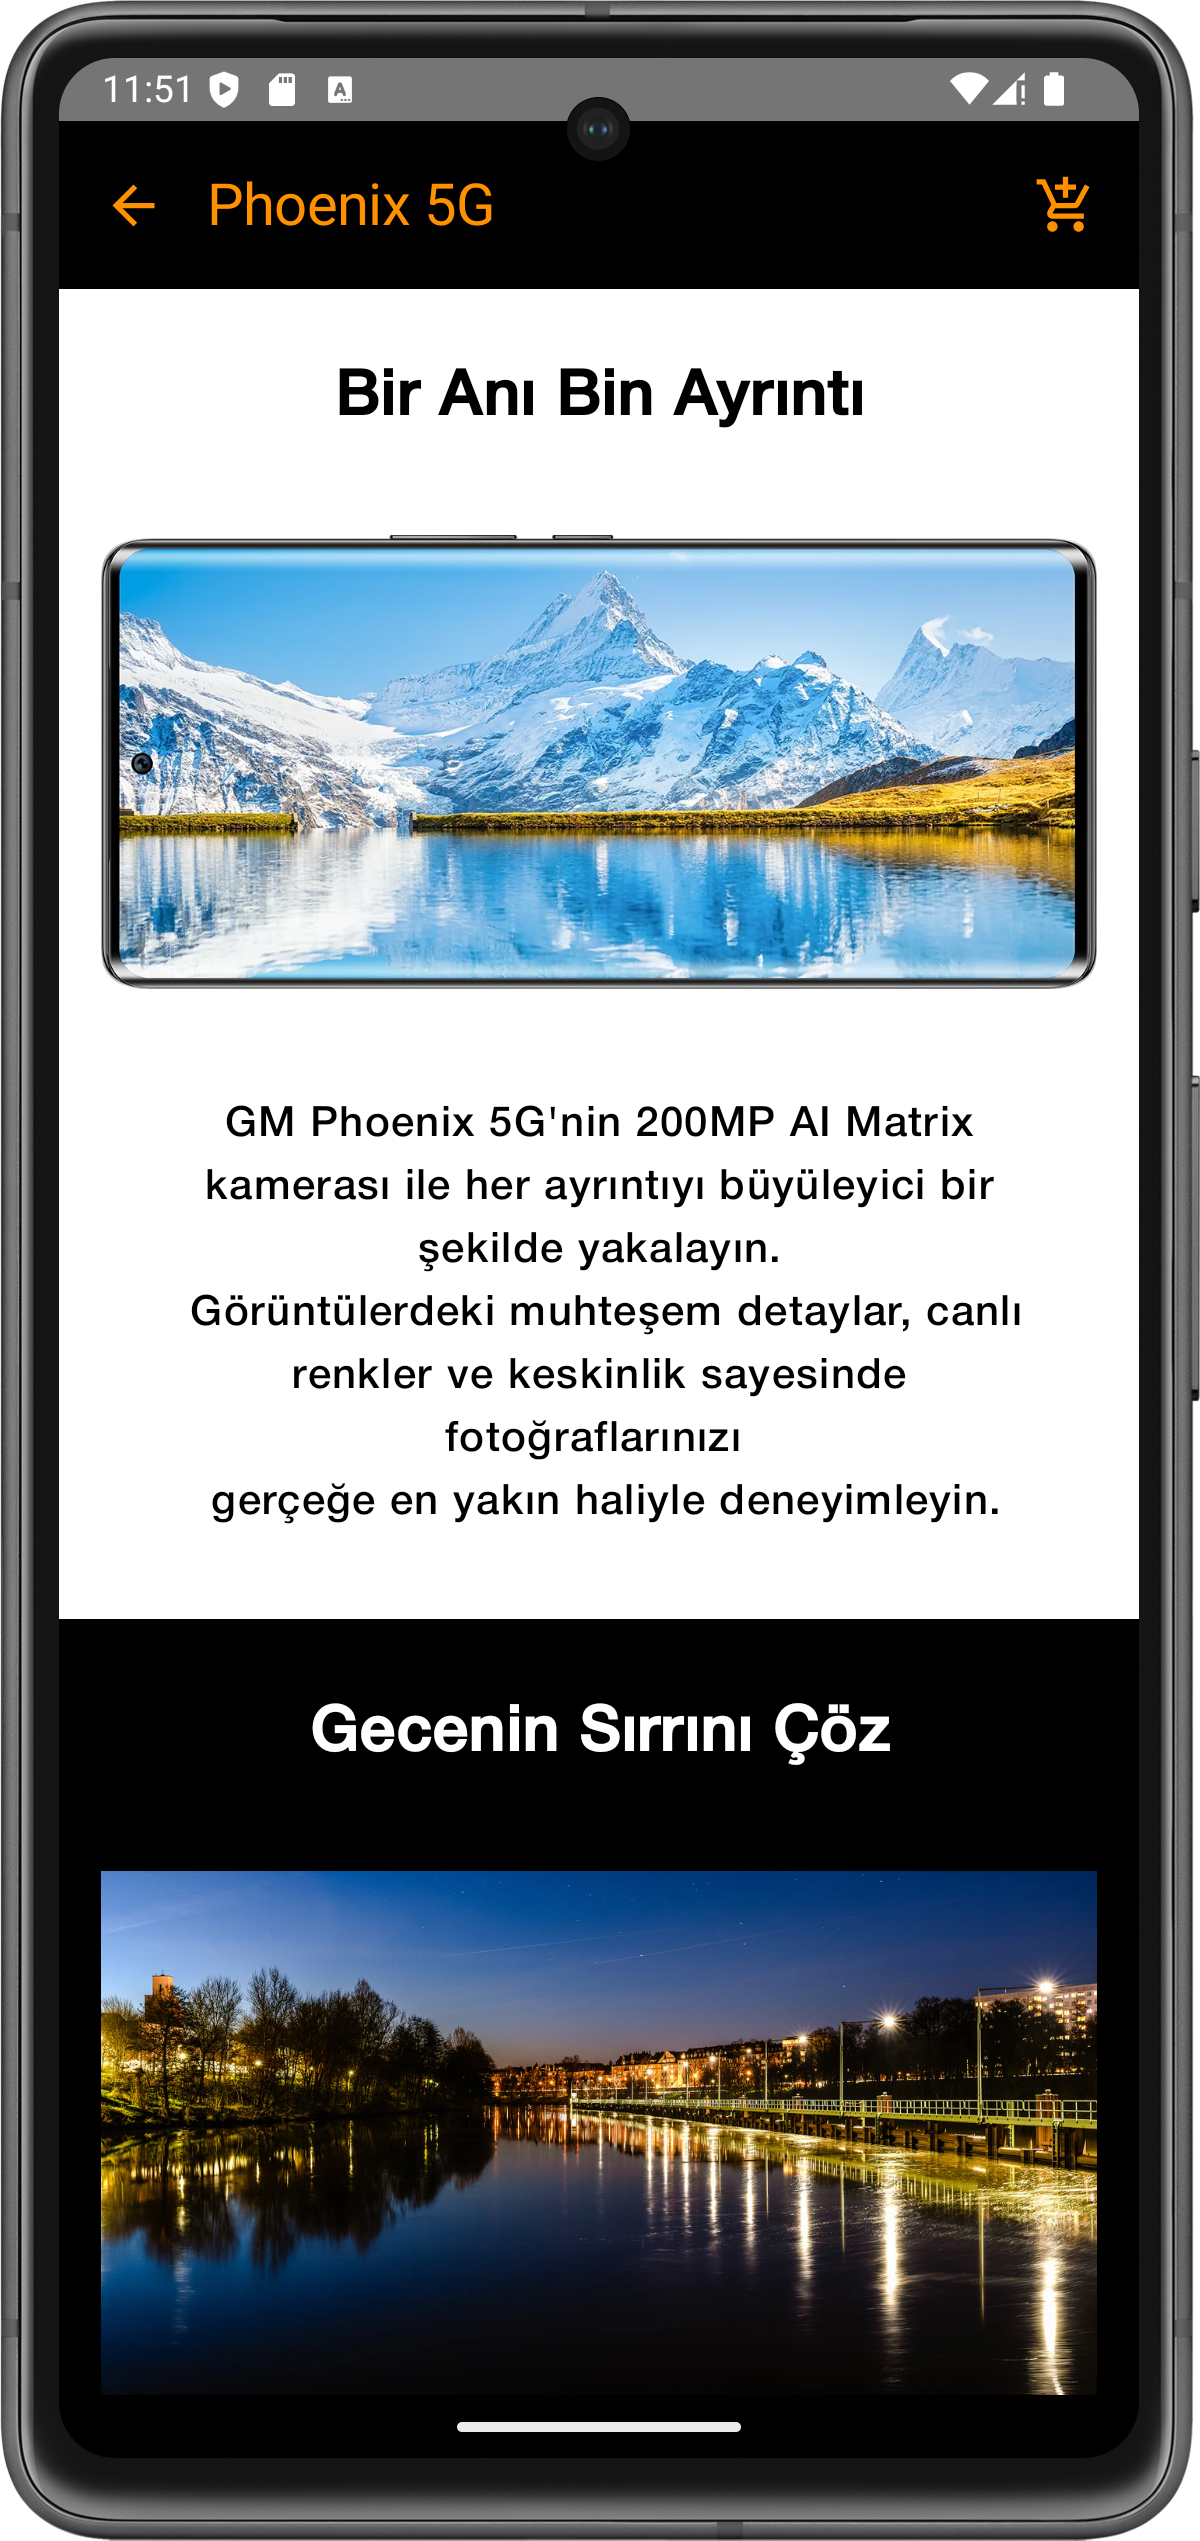 11:51
Phoenix 5G
Bir Anı Bin Ayrıntı
GM Phoenix 5G'nin 200MP AI Matrix
kamerası ile her ayrıntıyı büyüleyici bir
şekilde yakalayın.
Görüntülerdeki muhteşem detaylar, canlı
renkler ve keskinlik sayesinde
fotoğraflarınızı
gerçeğe en yakın haliyle deneyimleyin.
Gecenin Sırrını Çöz